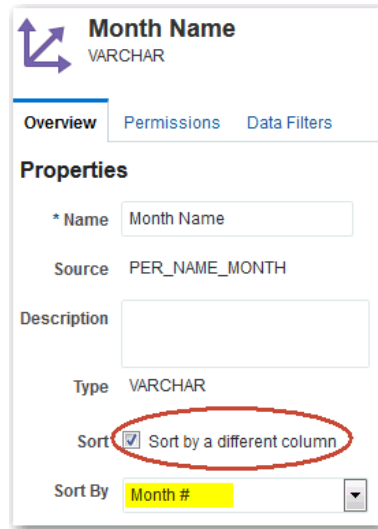 Month Name
VARCHAR
Overview Permissions Data Filters
Properties
* Name Month Name
Source PER_NAME_MONTH
Description
Type VARCHAR
Sort Sort by a different column
Sort By Month #